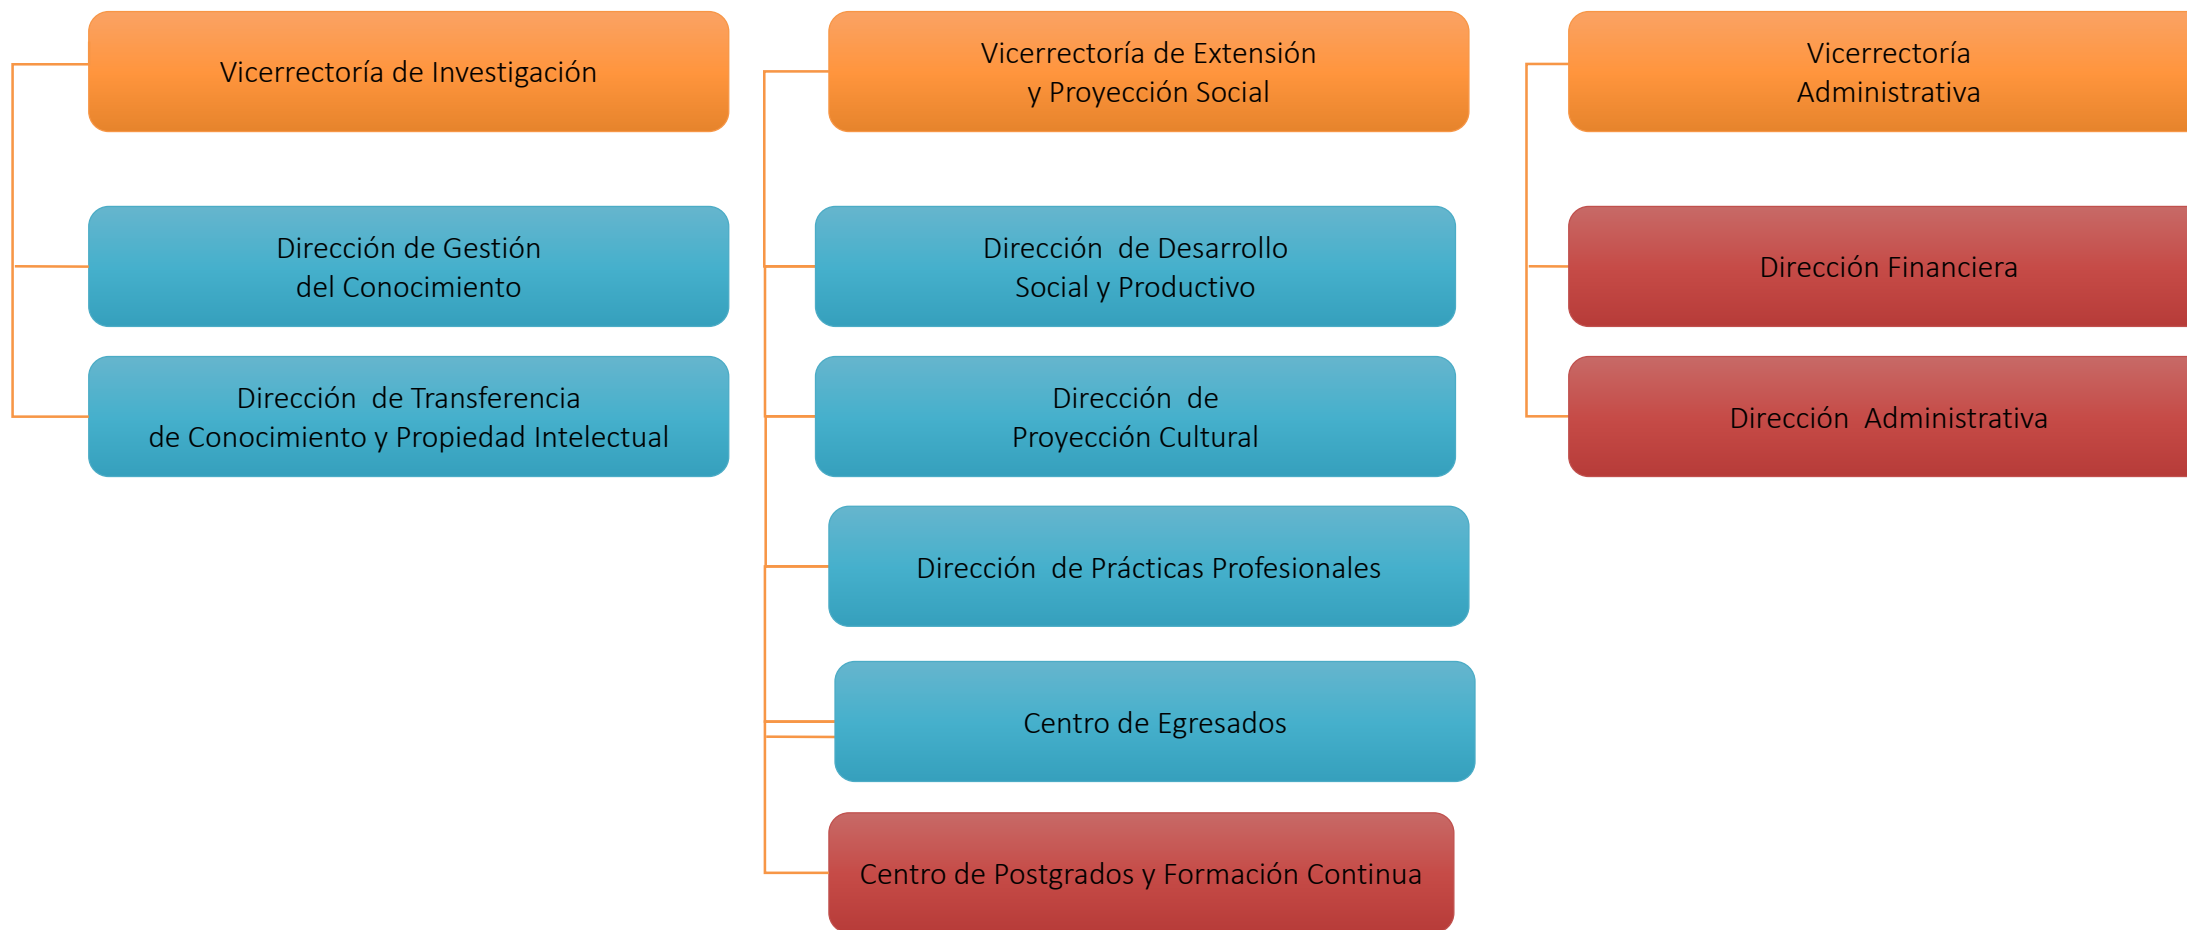 Vicerrectoría de Investigación
Dirección de Gestión
del Conocimiento
Dirección  de Transferencia
de Conocimiento y Propiedad Intelectual
Vicerrectoría de Extensión
y Proyección Social
Dirección  de Desarrollo
Social y Productivo
Dirección  de
Proyección Cultural
Dirección  de Prácticas Profesionales
Centro de Egresados
Centro de Postgrados y Formación Continua
Vicerrectoría
Administrativa
Dirección Financiera
Dirección  Administrativa